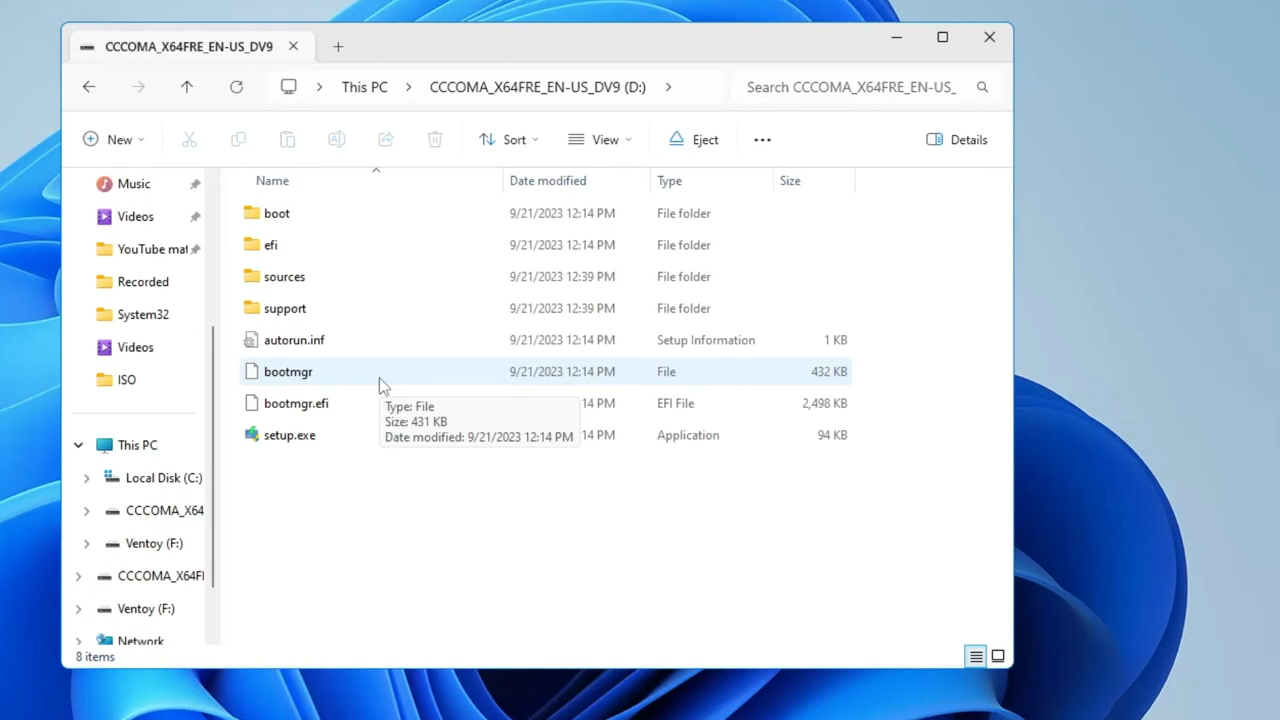 CCCOMA_X64FRE_EN-US_DV9
This PC CCCOMA_X64FRE_EN-US_DV9 (D:) Search CCCOMA_X64FRE_EN-US_
New Sort View Eject Details
Music
Videos
YouTube mat
Recorded
System32
Videos
ISO
This PC
Local Disk (C:)
CCCOMA_X64
Ventoy (F:)
CCCOMA_X64F
Ventoy (F:)
Network
Name Date modified Type Size
boot 9/21/2023 12:14 PM File folder
efi 9/21/2023 12:14 PM File folder
sources 9/21/2023 12:39 PM File folder
support 9/21/2023 12:39 PM File folder
autorun.inf 9/21/2023 12:14 PM Setup Information 1 KB
bootmgr 9/21/2023 12:14 PM File 432 KB
bootmgr.efi 14 PM EFI File 2,498 KB
setup.exe 14 PM Application 94 KB
Type: File
Size: 431 KB
Date modified: 9/21/2023 12:14 PM
8 items